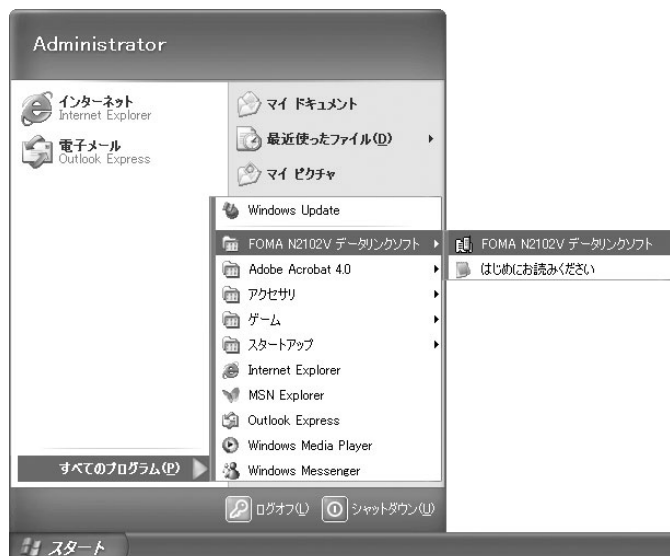 Administrator
インターネット
Internet Explorer
電子メール
Outlook Express
マイ ドキュメント
最近使ったファイル(D)
マイ ピクチャ
Windows Update
FOMA N2102V データリンクソフト
Adobe Acrobat 4.0
アクセサリ
ゲーム
スタートアップ
Internet Explorer
MSN Explorer
Outlook Express
Windows Media Player
Windows Messenger
FOMA N2102V データリンクソフト
はじめにお読みください
すべてのプログラム(P)
ログオフ(L)
シャットダウン(U)
スタート